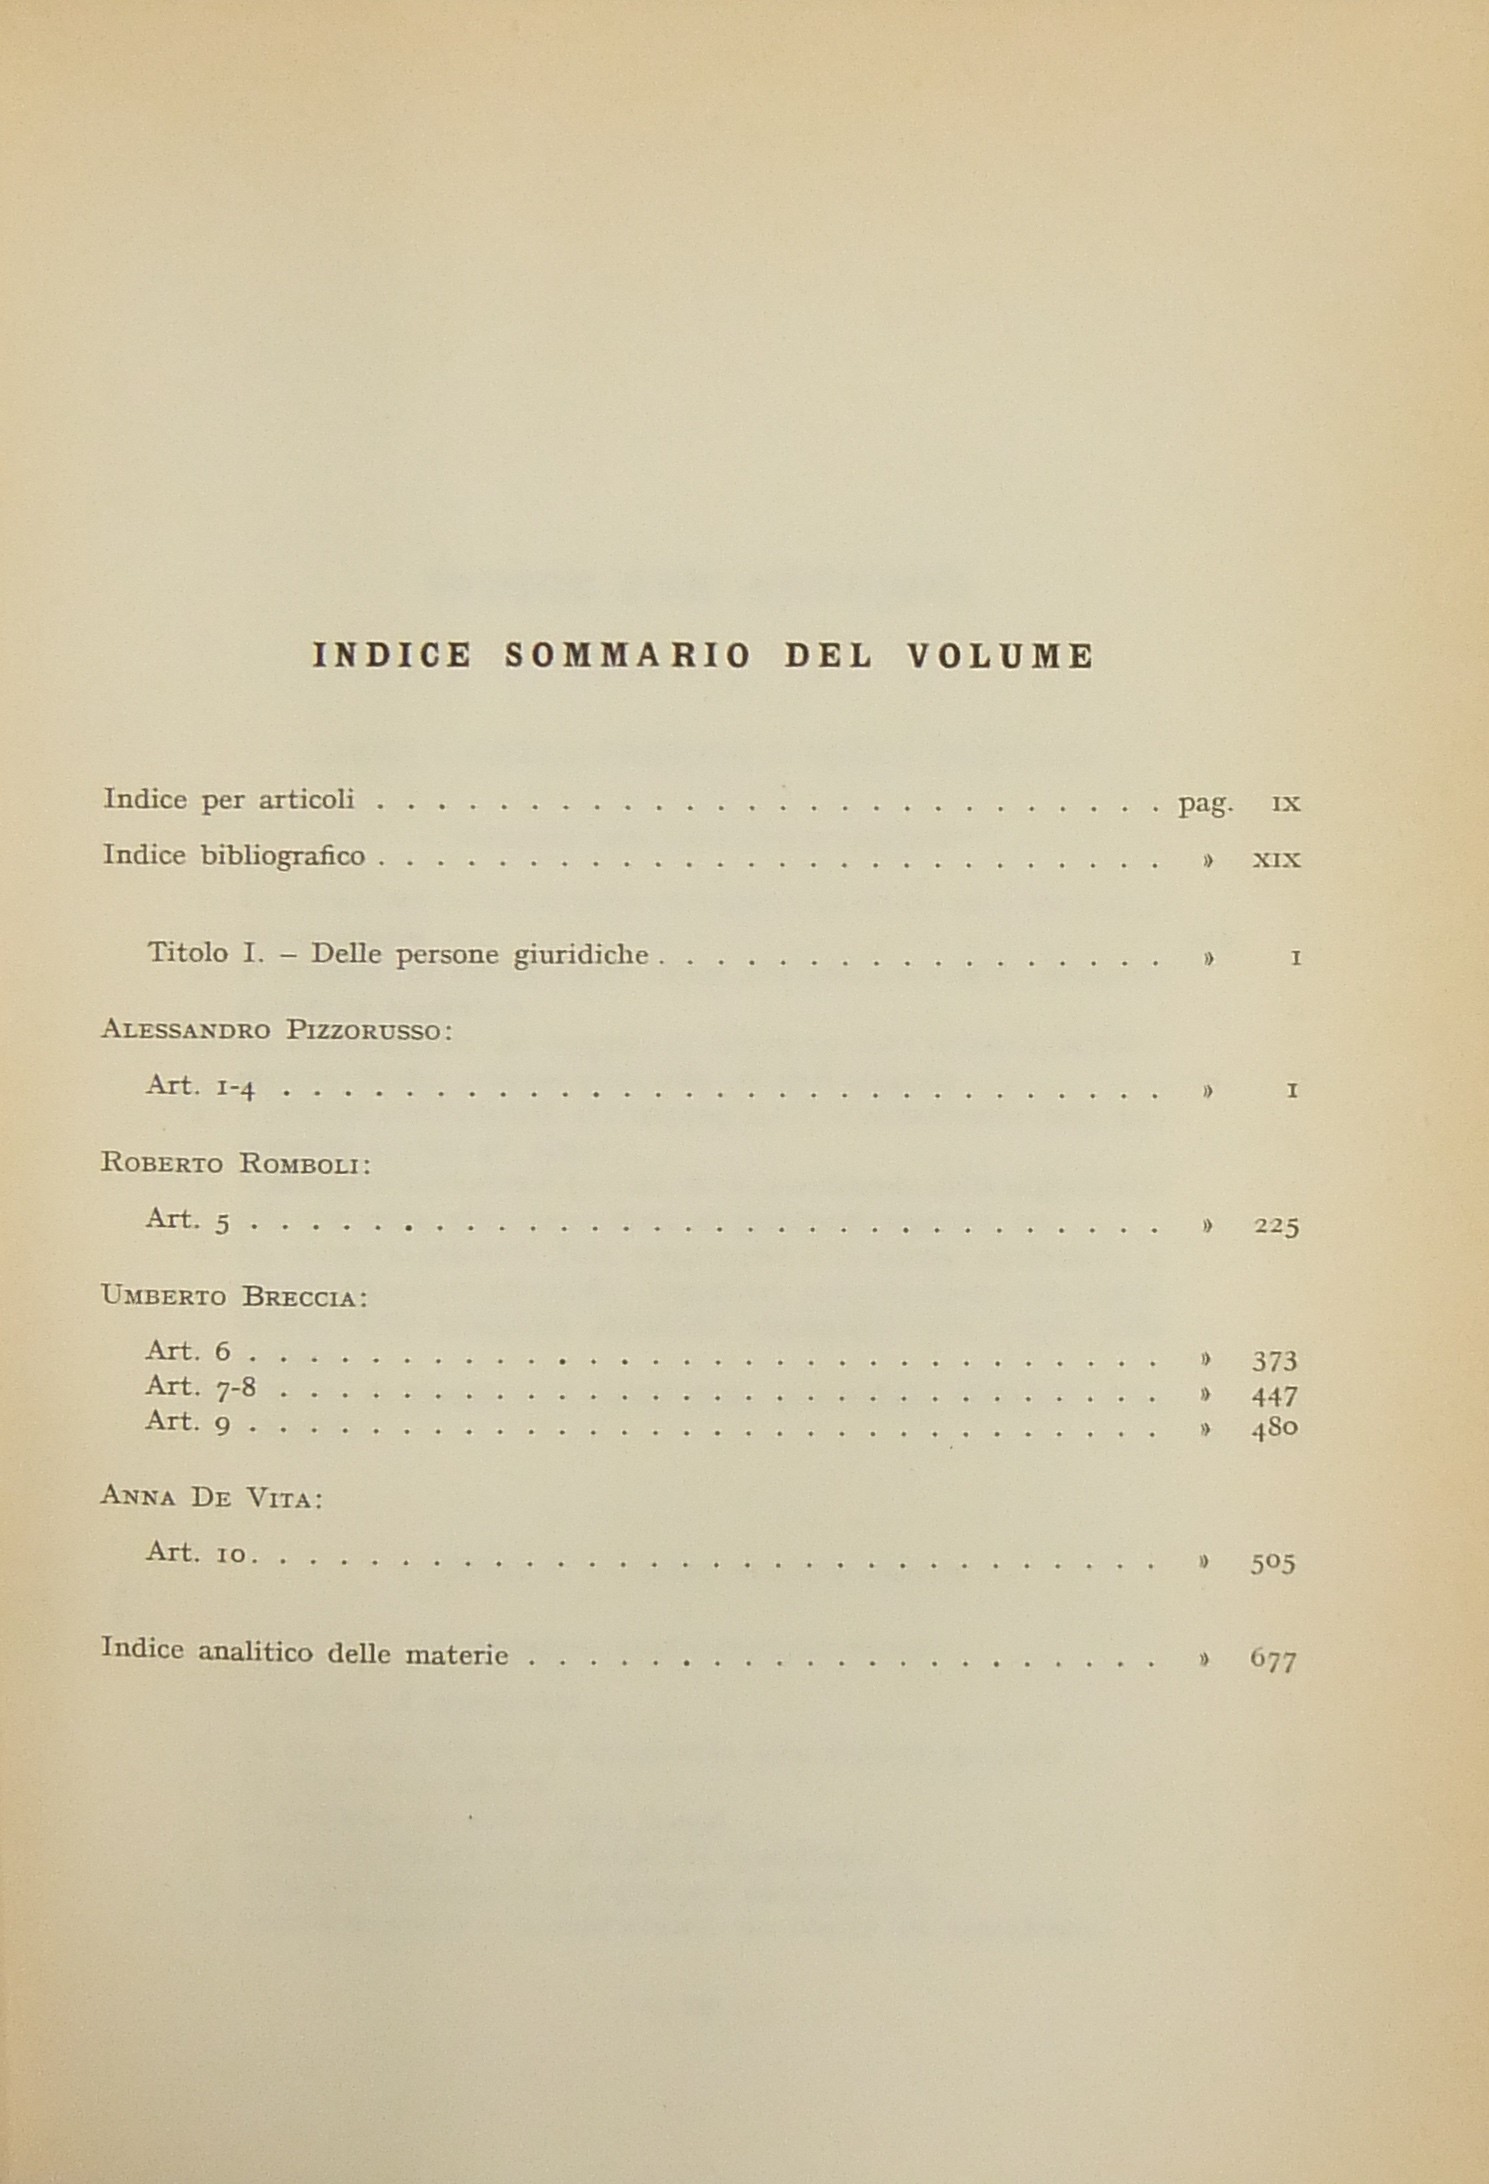 INDICE SOMMARIO DEL VOLUME
Indice per articoli . . . . . . . . . . . . . . . . . . . . . . . . . . pag. IX
Indice bibliografico . . . . . . . . . . . . . . . . . . . . . . . . . . » XIX
Titolo I. – Delle persone giuridiche . . . . . . . . . . . . . . . . . » 1
ALESSANDRO PIZZORUSSO:
Art. 1-4 . . . . . . . . . . . . . . . . . . . . . . . . . . . . . » 1
ROBERTO ROMBOLI:
Art. 5 . . . . . . . . . . . . . . . . . . . . . . . . . . . . . . » 225
UMBERTO BRECCIA:
Art. 6 . . . . . . . . . . . . . . . . . . . . . . . . . . . . . . » 373
Art. 7-8 . . . . . . . . . . . . . . . . . . . . . . . . . . . . . » 447
Art. 9 . . . . . . . . . . . . . . . . . . . . . . . . . . . . . . » 480
ANNA DE VITA:
Art. 10 . . . . . . . . . . . . . . . . . . . . . . . . . . . . . . » 505
Indice analitico delle materie . . . . . . . . . . . . . . . . . . . . . » 677